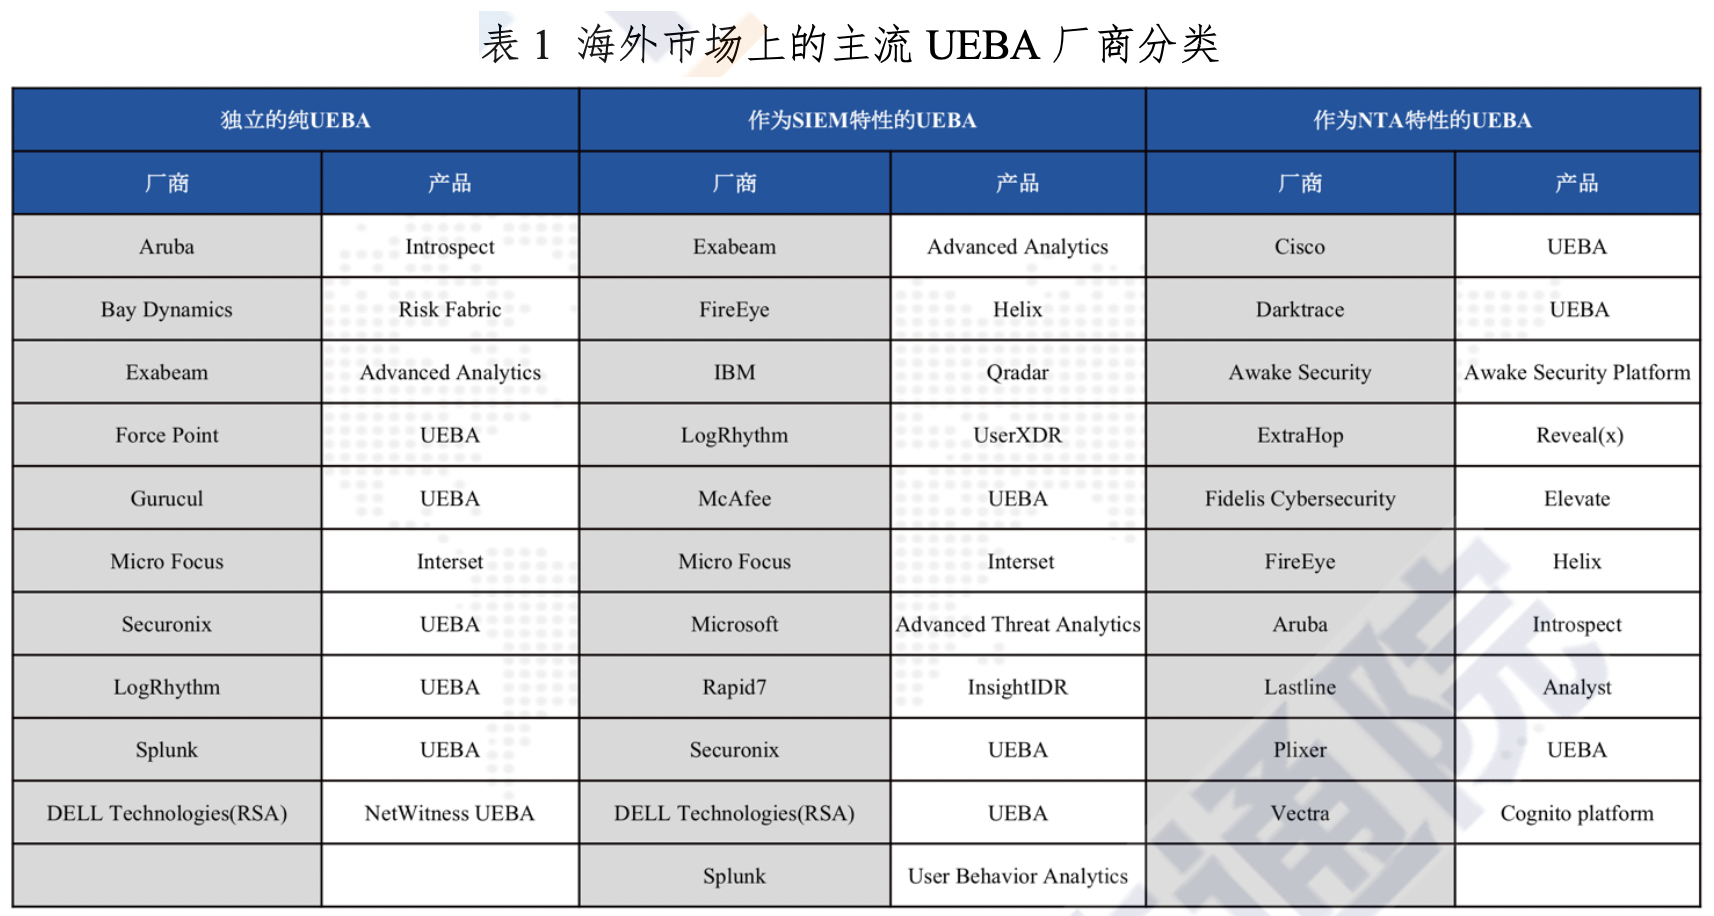 表 1 海外市场上的主流 UEBA 厂商分类
独立的纯UEBA 作为SIEM特性的UEBA 作为NTA特性的UEBA
厂商 产品 厂商 产品 厂商 产品
Aruba Introspect Exabeam Advanced Analytics Cisco UEBA
Bay Dynamics Risk Fabric FireEye Helix Darktrace UEBA
Exabeam Advanced Analytics IBM Qradar Awake Security Awake Security Platform
Force Point UEBA LogRhythm UserXDR ExtraHop Reveal(x)
Gurucul UEBA McAfee UEBA Fidelis Cybersecurity Elevate
Micro Focus Interset Micro Focus Interset FireEye Helix
Securonix UEBA Microsoft Advanced Threat Analytics Aruba Introspect
LogRhythm UEBA Rapid7 InsightIDR Lastline Analyst
Splunk UEBA Securonix UEBA Plixer UEBA
DELL Technologies(RSA) NetWitness UEBA DELL Technologies(RSA) UEBA Vectra Cognito platform
Splunk User Behavior Analytics
通院